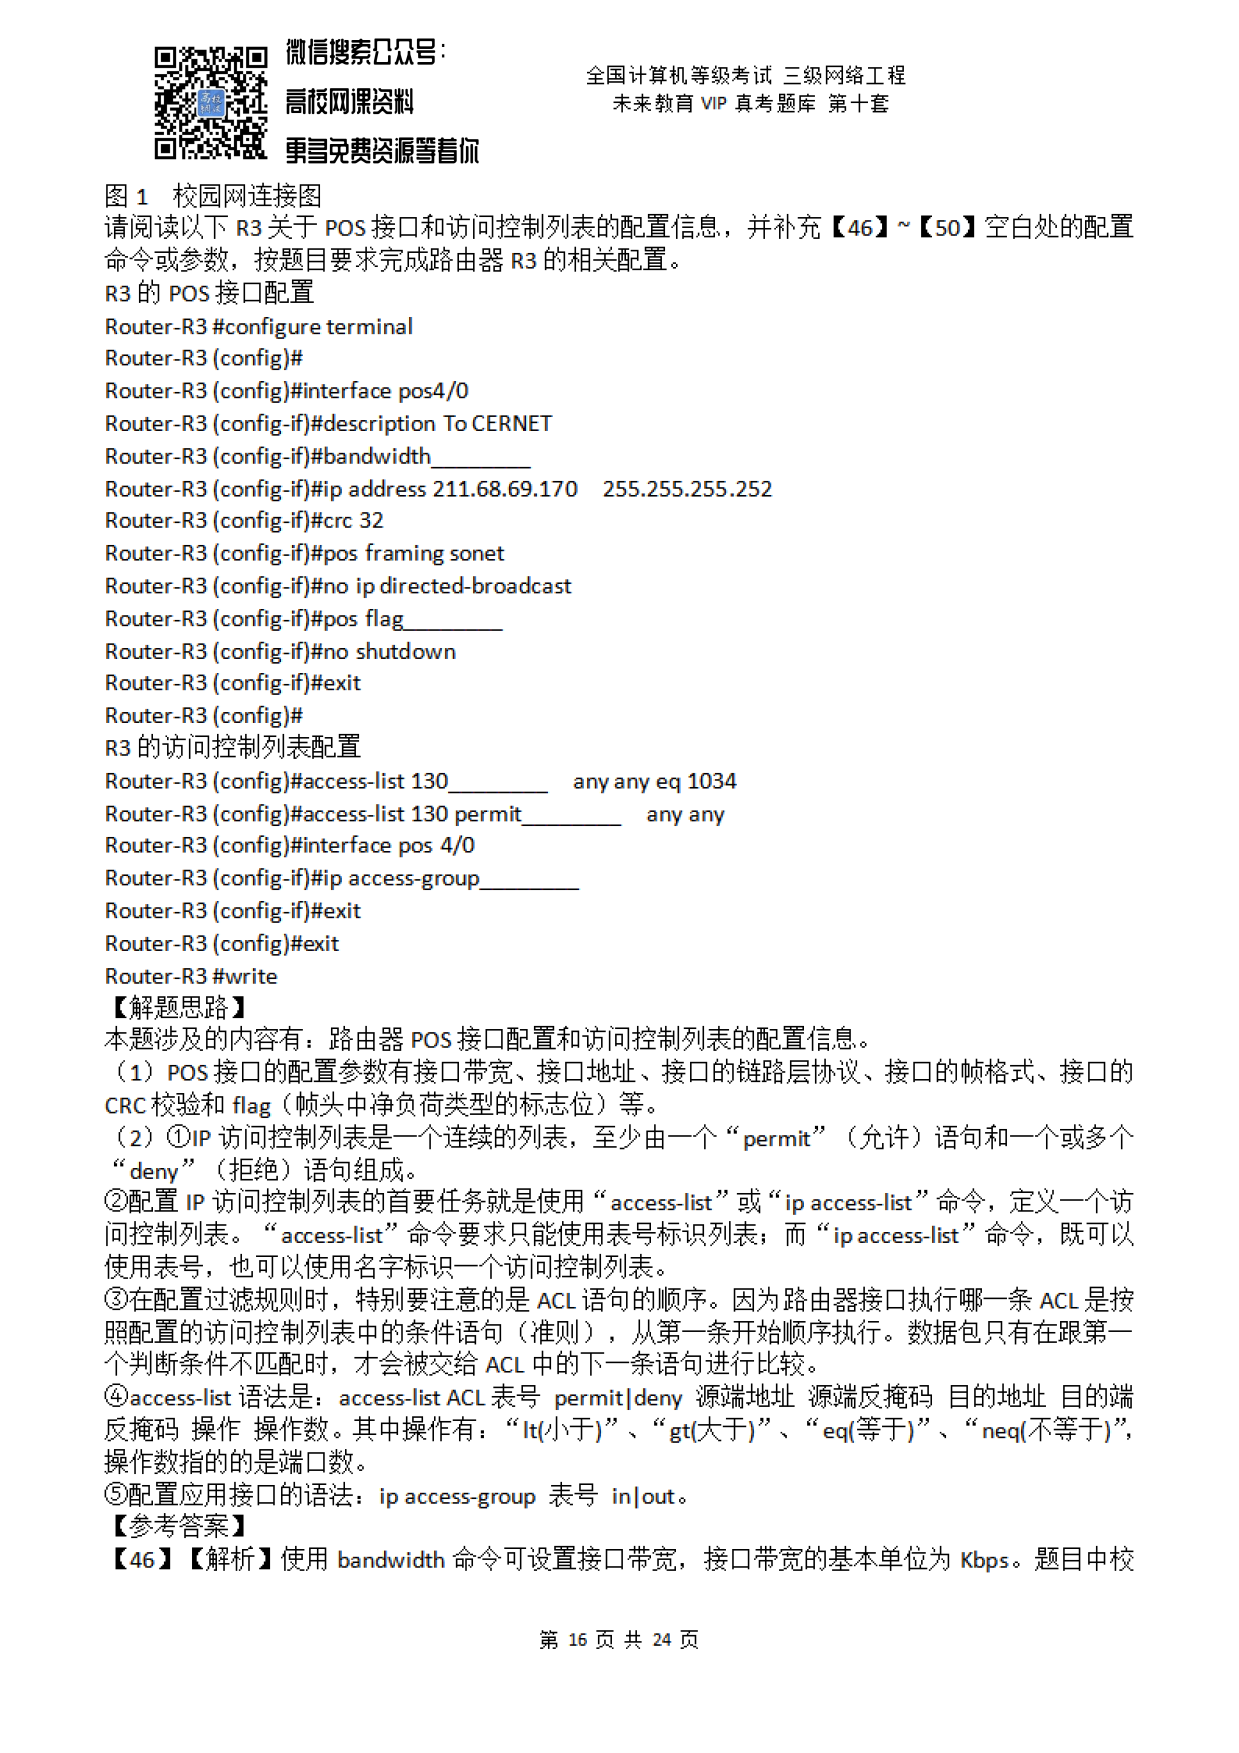 微信搜索公众号：
高校网课资料
更多免费资源等着你
全国计算机等级考试 三级网络工程
未来教育 VIP 真考题库 第十套
图 1 校园网连接图
请阅读以下 R3 关于 POS 接口和访问控制列表的配置信息，并补充【46】~【50】空白处的配置
命令或参数，按题目要求完成路由器 R3 的相关配置。
R3 的 POS 接口配置
Router-R3 #configure terminal
Router-R3 (config)#
Router-R3 (config)#interface pos4/0
Router-R3 (config-if)#description To CERNET
Router-R3 (config-if)#bandwidth________
Router-R3 (config-if)#ip address 211.68.69.170 255.255.255.252
Router-R3 (config-if)#crc 32
Router-R3 (config-if)#pos framing sonet
Router-R3 (config-if)#no ip directed-broadcast
Router-R3 (config-if)#pos flag________
Router-R3 (config-if)#no shutdown
Router-R3 (config-if)#exit
Router-R3 (config)#
R3 的访问控制列表配置
Router-R3 (config)#access-list 130________ any any eq 1034
Router-R3 (config)#access-list 130 permit________ any any
Router-R3 (config)#interface pos 4/0
Router-R3 (config-if)#ip access-group________
Router-R3 (config-if)#exit
Router-R3 (config)#exit
Router-R3 #write
【解题思路】
本题涉及的内容有：路由器 POS 接口配置和访问控制列表的配置信息。
（1）POS 接口的配置参数有接口带宽、接口地址、接口的链路层协议、接口的帧格式、接口的
CRC 校验和 flag（帧头中净负荷类型的标志位）等。
（2）①IP 访问控制列表是一个连续的列表，至少由一个“permit”（允许）语句和一个或多个
“deny”（拒绝）语句组成。
②配置 IP 访问控制列表的首要任务就是使用“access-list”或“ip access-list”命令，定义一个访
问控制列表。“access-list”命令要求只能使用表号标识列表；而“ip access-list”命令，既可以
使用表号，也可以使用名字标识一个访问控制列表。
③在配置过滤规则时，特别要注意的是 ACL 语句的顺序。因为路由器接口执行哪一条 ACL 是按
照配置的访问控制列表中的条件语句（准则），从第一条开始顺序执行。数据包只有在跟第一
个判断条件不匹配时，才会被交给 ACL 中的下一条语句进行比较。
④access-list 语法是：access-list ACL 表号 permit|deny 源端地址 源端反掩码 目的地址 目的端
反掩码 操作 操作数。其中操作有：“lt(小于)”、“gt(大于)”、“eq(等于)”、“neq(不等于)”，
操作数指的的是端口数。
⑤配置应用接口的语法：ip access-group 表号 in|out。
【参考答案】
【46】【解析】使用 bandwidth 命令可设置接口带宽，接口带宽的基本单位为 Kbps。题目中校
第 16 页 共 24 页